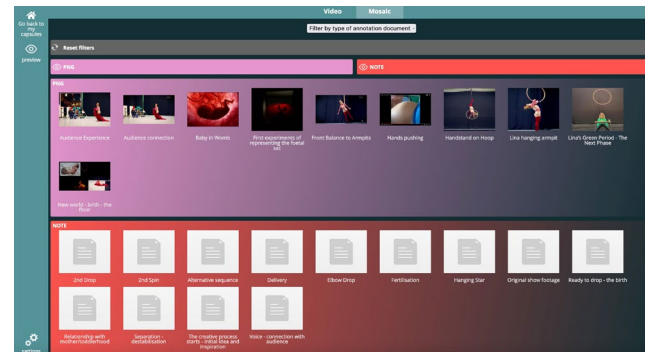 Video Mosaic
Go back to
my
capsules
preview
Filter by type of annotation document
Reset filters
PNG
NOTE
PNG
Audience Experience
Audience connection
Baby in Womb
First experiments of
representing the foetal
sac
Front Balance to Armpits
Hands pushing
Handstand on Hoop
Lina hanging armpit
Lina's Green Period - The
Next Phase
New world - birth - the
floor
NOTE
2nd Drop
2nd Spin
Alternative sequence
Delivery
Elbow Drop
Fertilisation
Hanging Star
Original show footage
Ready to drop - the birth
Relationship with
mother/toddlerhood
Separation -
destabilisation
The creative process
starts - initial idea and
inspiration
Voice - connection with
audience
settings